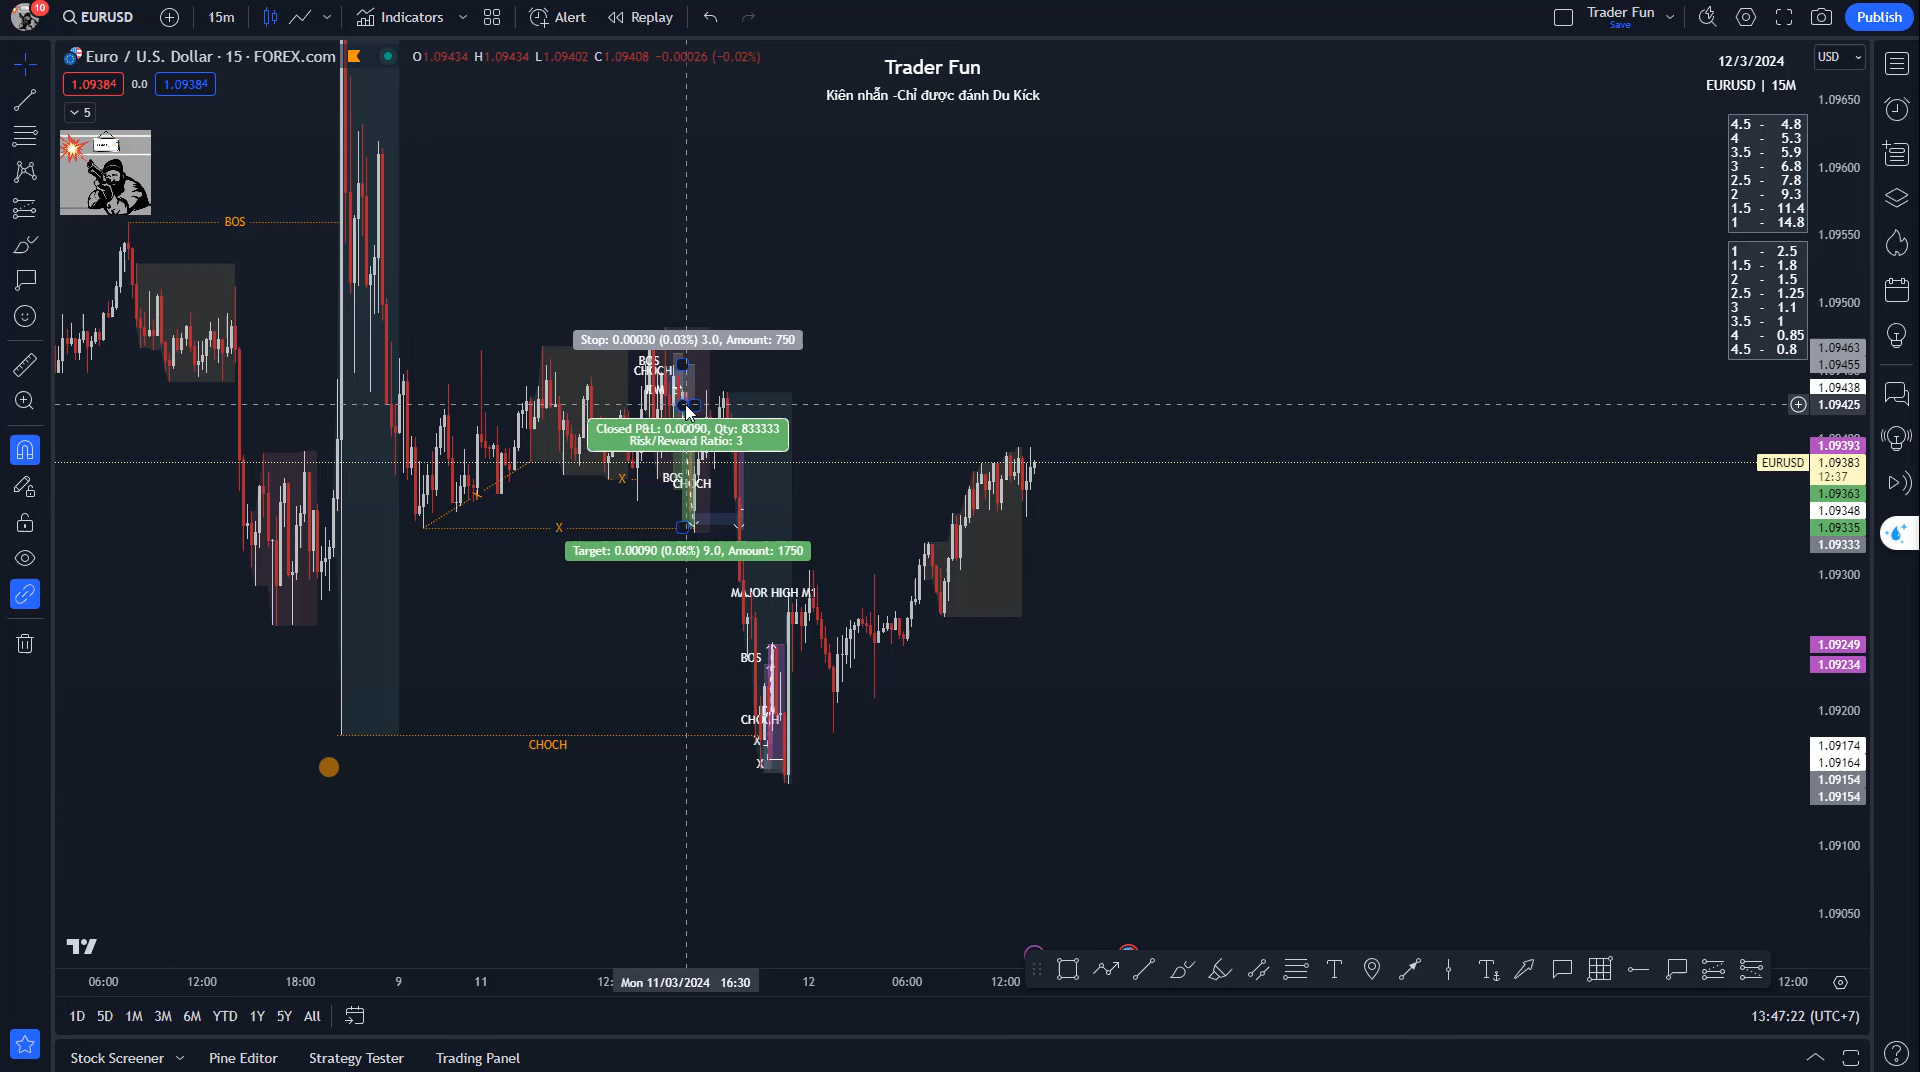 10
EURUSD
15m
Indicators
Alert
Replay
Trader Fun
Save
Publish
Euro / U.S. Dollar · 15 · FOREX.com
O1.09434 H1.09434 L1.09402 C1.09408 -0.00026 (-0.02%)
1.09384
0.0
1.09384
5
Trader Fun
Kiên nhẫn -Chỉ được đánh Du Kích
12/3/2024
EURUSD | 15M
USD
4.5 - 4.8
4 - 5.3
3.5 - 5.9
3 - 6.8
2.5 - 7.8
2 - 9.3
1.5 - 11.4
1 - 14.8
1 - 2.5
1.5 - 1.8
2 - 1.5
2.5 - 1.25
3 - 1.1
3.5 - 1
4 - 0.85
4.5 - 0.8
1.09650
1.09600
1.09550
1.09500
1.09463
1.09455
1.09438
1.09425
1.09393
EURUSD
1.09383
12:37
1.09363
1.09348
1.09335
1.09333
1.09300
1.09249
1.09234
1.09200
1.09174
1.09164
1.09154
1.09154
1.09100
1.09050
BOS
Stop: 0.00030 (0.03%) 3.0, Amount: 750
BOS
CHOCH
Closed P&L: 0.00090, Qty: 833333
Risk/Reward Ratio: 3
X
BOS
CHOCH
X
Target: 0.00090 (0.08%) 9.0, Amount: 1750
MAJOR HIGH M1
BOS
CHOCH
X
X
CHOCH
06:00
12:00
18:00
9
11
12:
Mon 11/03/2024 16:30
12
06:00
12:00
12:00
1D
5D
1M
3M
6M
YTD
1Y
5Y
All
13:47:22 (UTC+7)
Stock Screener
Pine Editor
Strategy Tester
Trading Panel